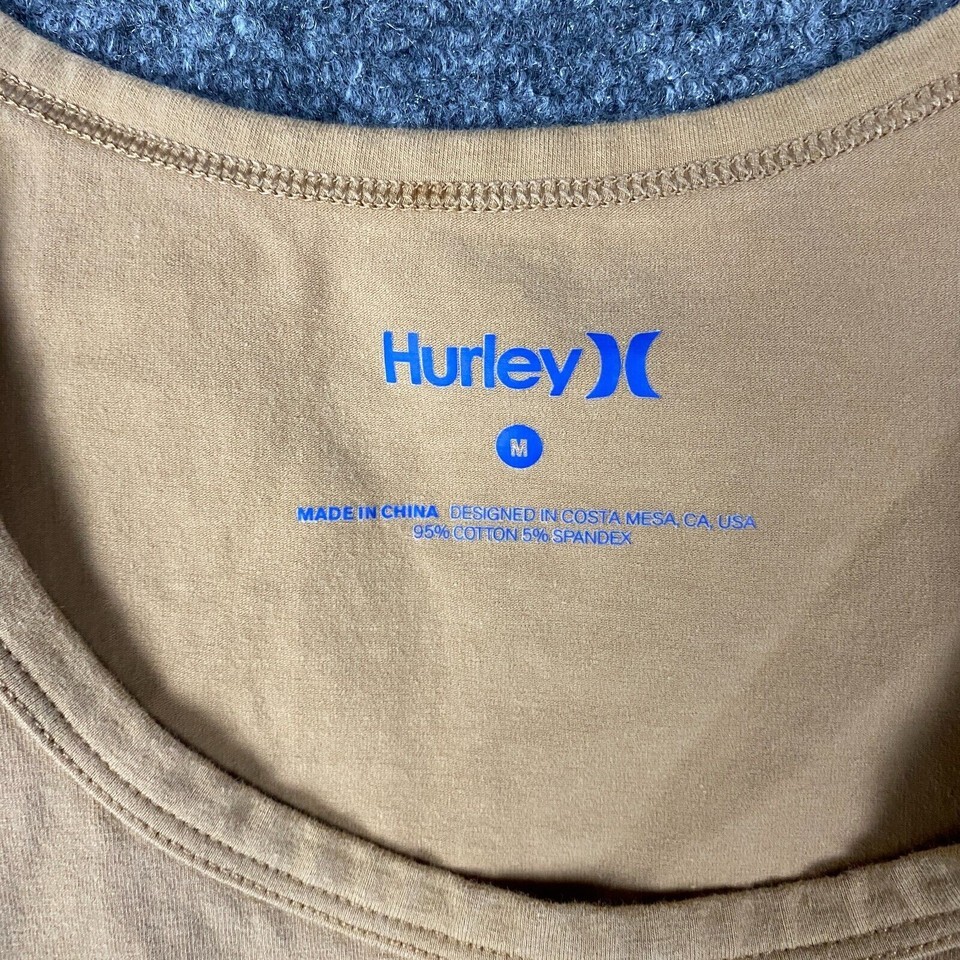 Hurley
M
MADE IN CHINA DESIGNED IN COSTA MESA, CA, USA
95% COTTON 5% SPANDEX